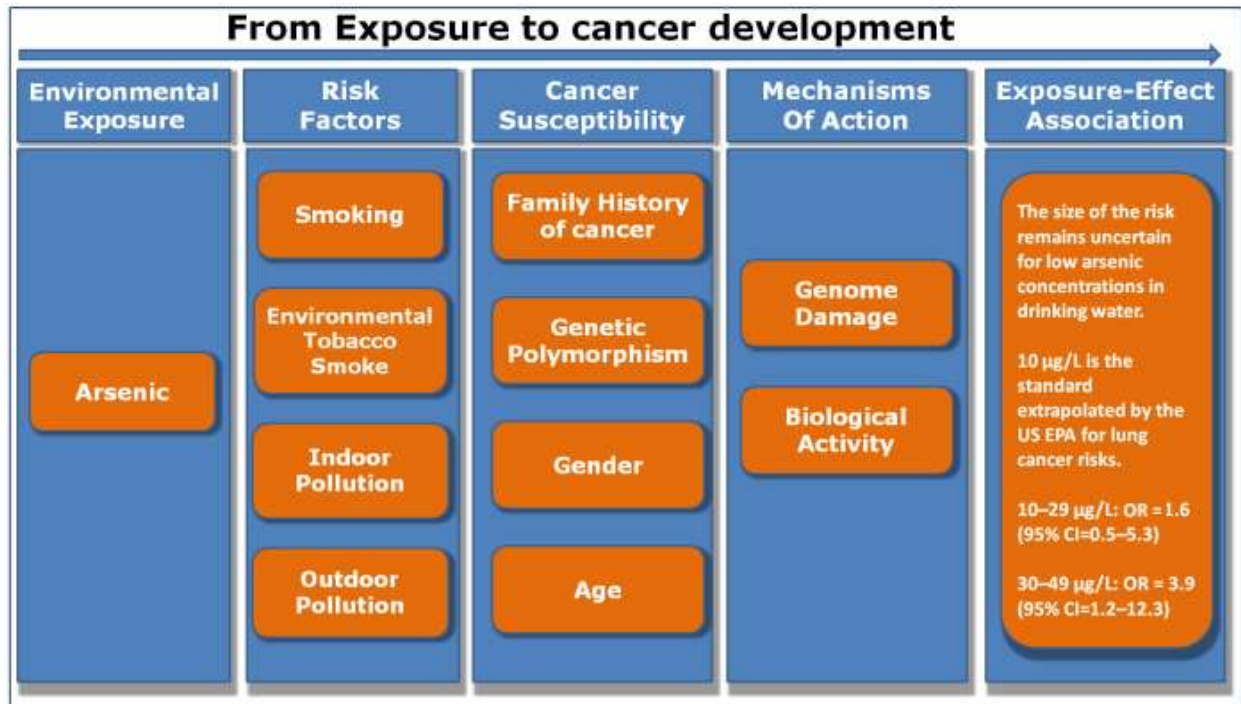 From Exposure to cancer development
Environmental
Exposure
Risk
Factors
Cancer
Susceptibility
Mechanisms
Of Action
Exposure-Effect
Association
Arsenic
Smoking
Environmental
Tobacco
Smoke
Indoor
Pollution
Outdoor
Pollution
Family History
of cancer
Genetic
Polymorphism
Gender
Age
Genome
Damage
Biological
Activity
The size of the risk
remains uncertain
for low arsenic
concentrations in
drinking water.
10 µg/L is the
standard
extrapolated by the
US EPA for lung
cancer risks.
10–29 µg/L: OR =1.6
(95% CI=0.5–5.3)
30–49 µg/L: OR = 3.9
(95% CI=1.2–12.3)